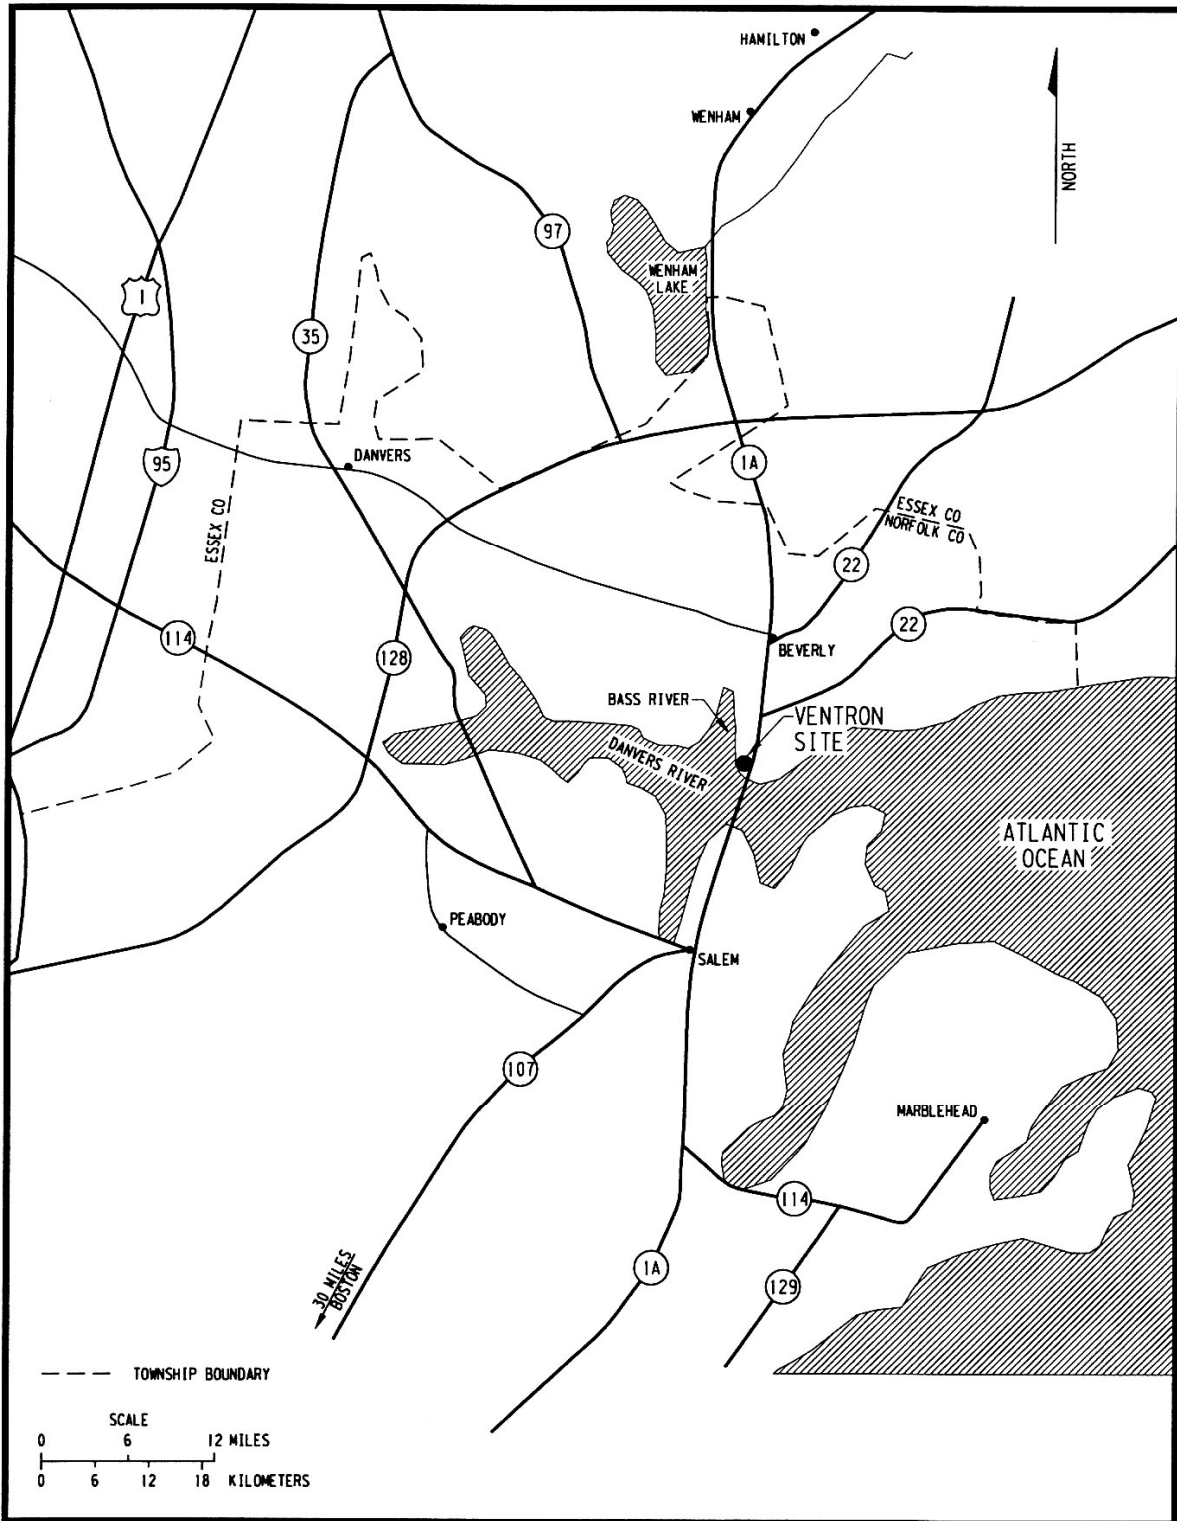 HAMILTON
WENHAM
NORTH
97
WENHAM
LAKE
1
35
95
DANVERS
1A
ESSEX CO
ESSEX CO
NORFOLK CO
22
22
114
128
BEVERLY
BASS RIVER
VENTRON
SITE
DANVERS RIVER
ATLANTIC
OCEAN
PEABODY
SALEM
107
MARBLEHEAD
114
30 MILES
BOSTON
1A
129
TOWNSHIP BOUNDARY
SCALE
0 6 12 MILES
0 6 12 18 KILOMETERS